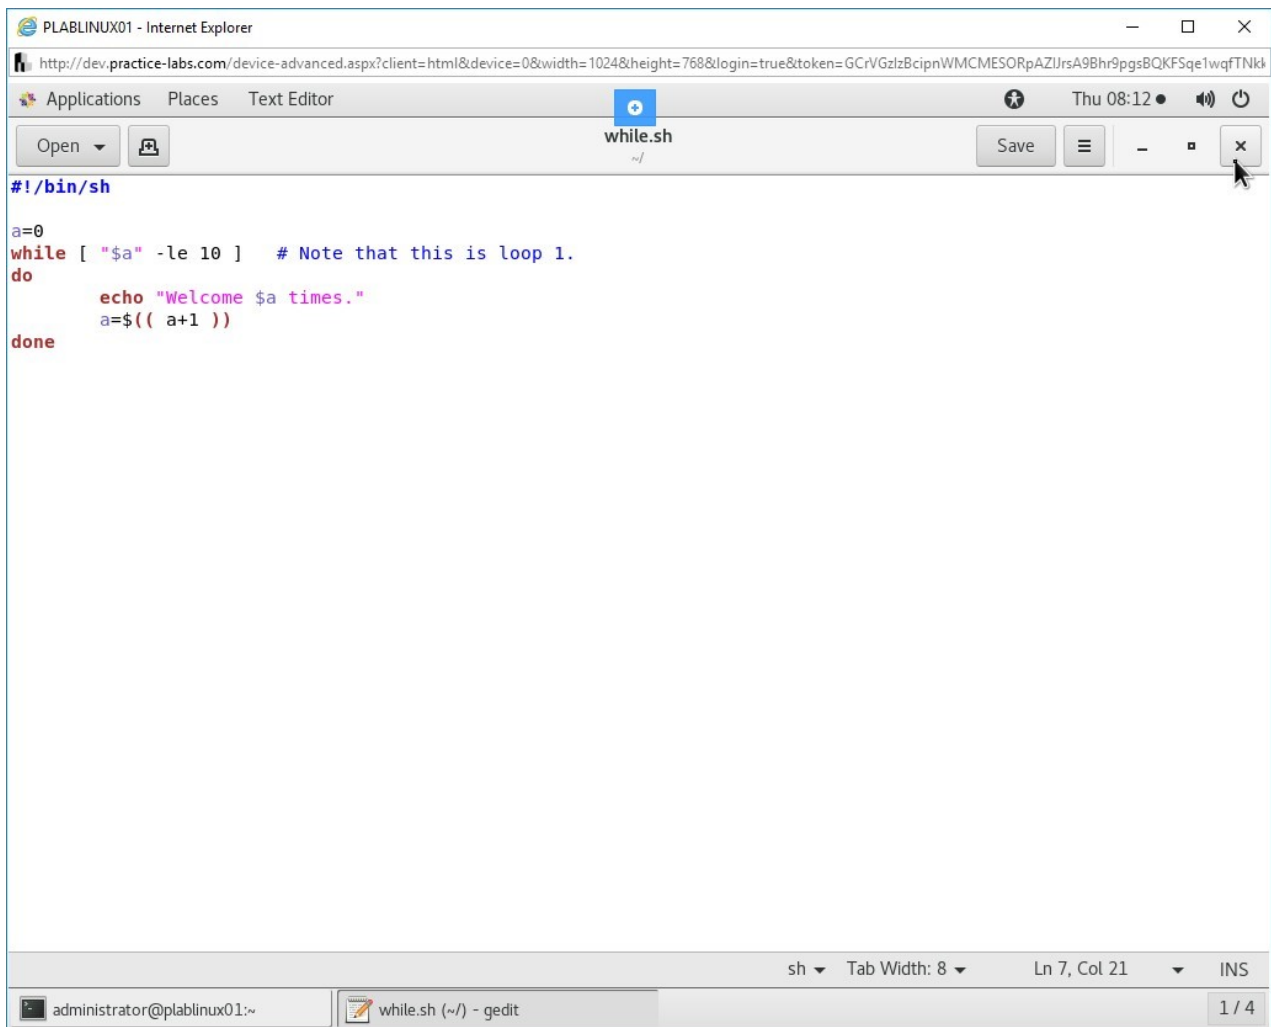 PLABLINUX01 - Internet Explorer
http://dev.practice-labs.com/device-advanced.aspx?client=html&device=0&width=1024&height=768&login=true&token=GCrVGzlzBcipnWMCMESORpAZlJrsA9Bhr9pgsBQKFSqe1wqfTNkk
Applications Places Text Editor Thu 08:12
Open while.sh Save
~/
#!/bin/sh
a=0
while [ "$a" -le 10 ]   # Note that this is loop 1.
do
        echo "Welcome $a times."
        a=$(( a+1 ))
done
sh Tab Width: 8 Ln 7, Col 21 INS
administrator@plablinux01:~ while.sh (~/) - gedit 1 / 4